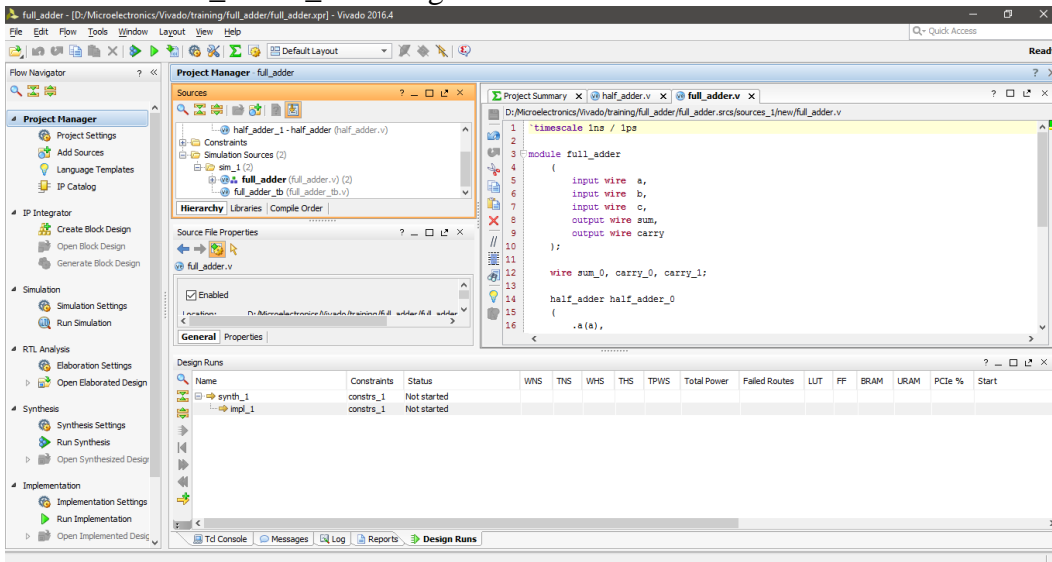 full_adder - [D:/Microelectronics/Vivado/training/full_adder/full_adder.xpr] - Vivado 2016.4
File Edit Flow Tools Window Layout View Help
Q- Quick Access
Default Layout
Ready
Flow Navigator
Project Manager
Project Settings
Add Sources
Language Templates
IP Catalog
IP Integrator
Create Block Design
Open Block Design
Generate Block Design
Simulation
Simulation Settings
Run Simulation
RTL Analysis
Elaboration Settings
Open Elaborated Design
Synthesis
Synthesis Settings
Run Synthesis
Open Synthesized Design
Implementation
Implementation Settings
Run Implementation
Open Implemented Desig
Project Manager - full_adder
Sources
half_adder_1 - half_adder (half_adder.v)
Constraints
Simulation Sources (2)
sim_1 (2)
full_adder (full_adder.v) (2)
full_adder_tb (full_adder_tb.v)
Hierarchy Libraries Compile Order
Source File Properties
full_adder.v
Enabled
General Properties
Project Summary half_adder.v full_adder.v
D:/Microelectronics/Vivado/training/full_adder/full_adder.srcs/sources_1/new/full_adder.v
1 `timescale 1ns / 1ps
2
3 module full_adder
4 (
5 input wire a,
6 input wire b,
7 input wire c,
8 output wire sum,
9 output wire carry
10 );
11
12 wire sum_0, carry_0, carry_1;
13
14 half_adder half_adder_0
15 (
16 .a(a),
Design Runs
Name Constraints Status WNS TNS WHS THS TPWS Total Power Failed Routes LUT FF BRAM URAM PCIe % Start
synth_1 constrs_1 Not started
impl_1 constrs_1 Not started
Tcl Console Messages Log Reports Design Runs